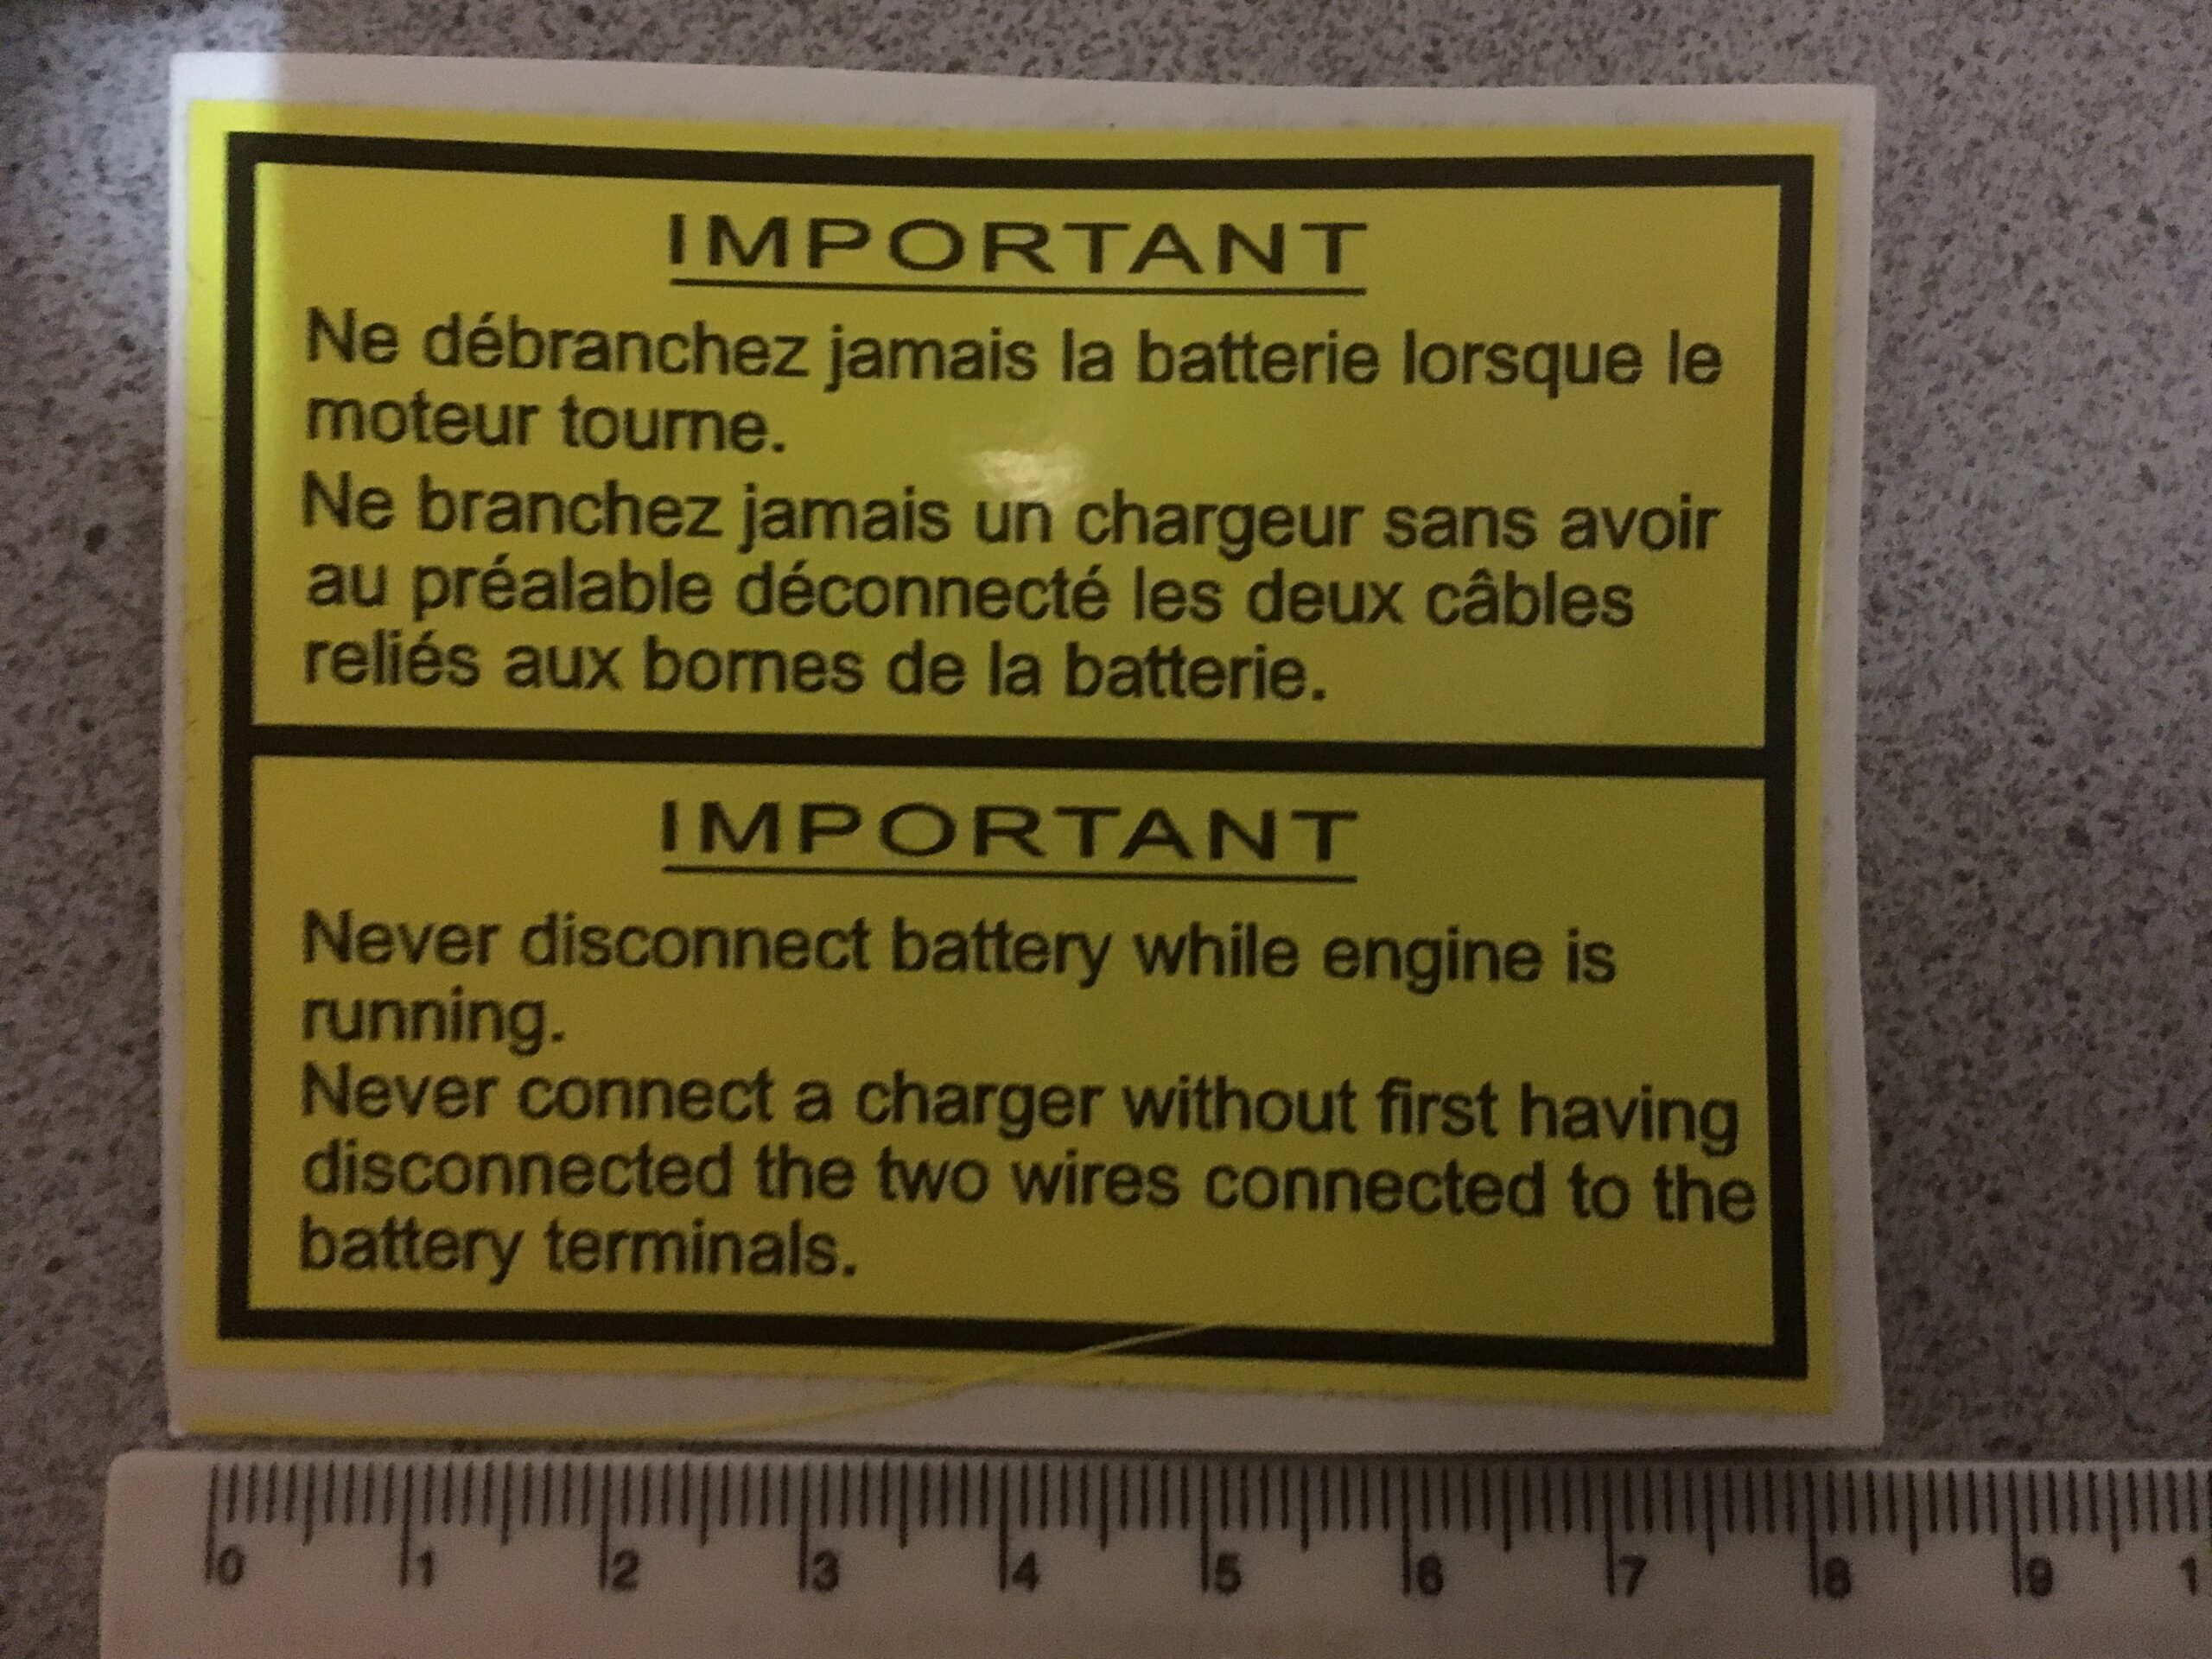 IMPORTANT
Ne débranchez jamais la batterie lorsque le
moteur tourne.
Ne branchez jamais un chargeur sans avoir
au préalable déconnecté les deux câbles
reliés aux bornes de la batterie.
IMPORTANT
Never disconnect battery while engine is
running.
Never connect a charger without first having
disconnected the two wires connected to the
battery terminals.
0 1 2 3 4 5 6 7 8 9 1